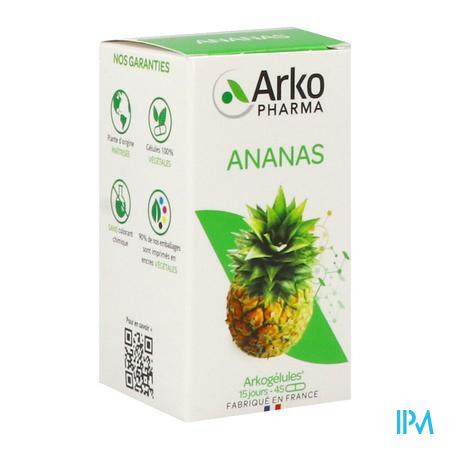 ANANAS
NOS GARANTIES
Plante d'origine
MAÎTRISÉE
Gélules 100%
VÉGÉTALES
SANS colorant
chimique
90% de nos emballages
sont imprimés en
encres VÉGÉTALES
Pour en savoir +
Arko
PHARMA
ANANAS
Arkogélules®
15 jours - 45
FABRIQUÉ EN FRANCE
IPM